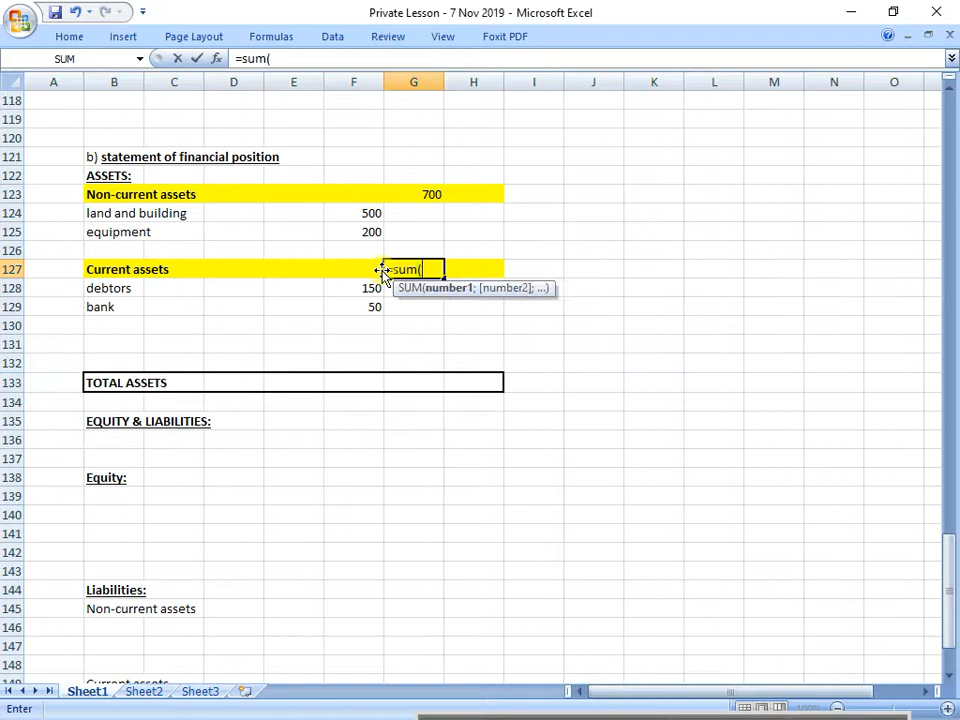 Private Lesson - 7 Nov 2019 - Microsoft Excel
Home Insert Page Layout Formulas Data Review View Foxit PDF
SUM fx =sum(
A B C D E F G H I J K L M N O
118
119
120
121 b) statement of financial position
122 ASSETS:
123 Non-current assets 700
124 land and building 500
125 equipment 200
126
127 Current assets =sum(
128 debtors 150 SUM(number1; [number2]; ...)
129 bank 50
130
131
132
133 TOTAL ASSETS
134
135 EQUITY & LIABILITIES:
136
137
138 Equity:
139
140
141
142
143
144 Liabilities:
145 Non-current assets
146
147
148
Sheet1 Sheet2 Sheet3
Enter